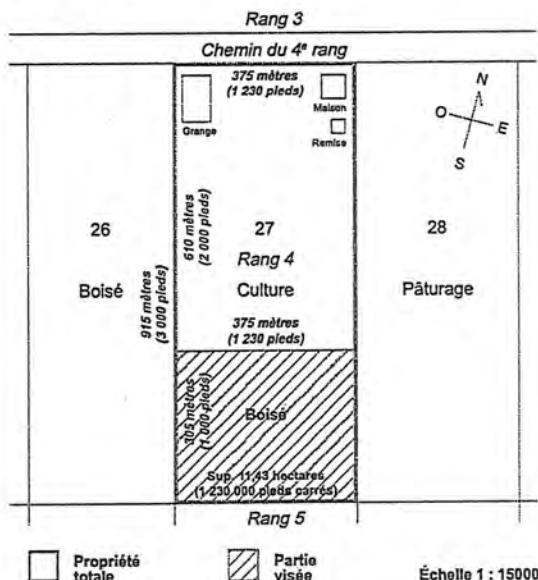 Rang 3
Chemin du 4e rang
375 mètres
(1 230 pieds)
Grange
Maison
Remise
N
O
E
S
610 mètres
(2 000 pieds)
26
27
28
Rang 4
Boisé
Culture
Pâturage
915 mètres
(3 000 pieds)
375 mètres
(1 230 pieds)
305 mètres
(1 000 pieds)
Boisé
Sup. 11,43 hectares
(1 230 000 pieds carrés)
Rang 5
Propriété
totale
Partie
visée
Échelle 1 : 15000